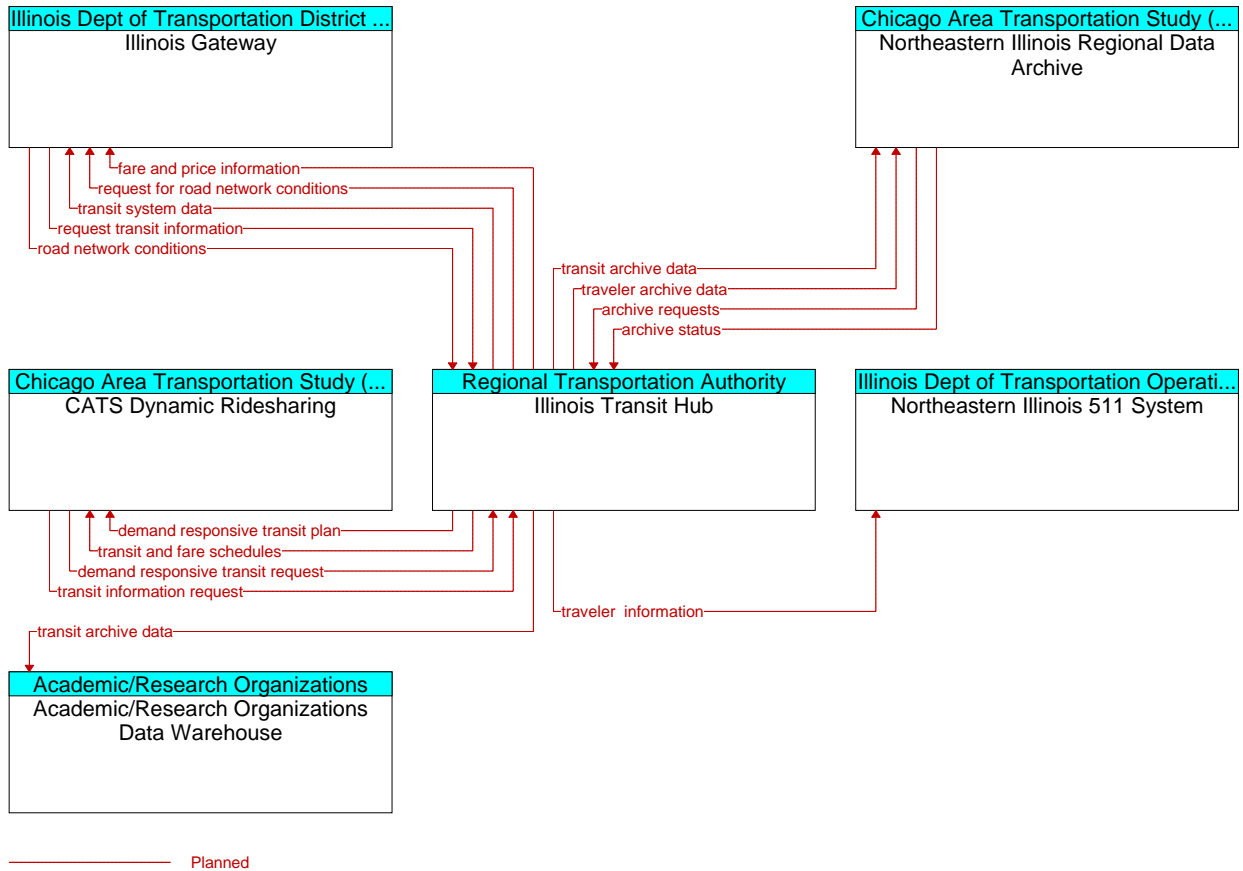 Illinois Dept of Transportation District ...
Illinois Gateway
Chicago Area Transportation Study (...
Northeastern Illinois Regional Data
Archive
fare and price information
request for road network conditions
transit system data
request transit information
road network conditions
transit archive data
traveler archive data
archive requests
archive status
Chicago Area Transportation Study (...
CATS Dynamic Ridesharing
Regional Transportation Authority
Illinois Transit Hub
Illinois Dept of Transportation Operati...
Northeastern Illinois 511 System
demand responsive transit plan
transit and fare schedules
demand responsive transit request
transit information request
traveler  information
transit archive data
Academic/Research Organizations
Academic/Research Organizations
Data Warehouse
Planned